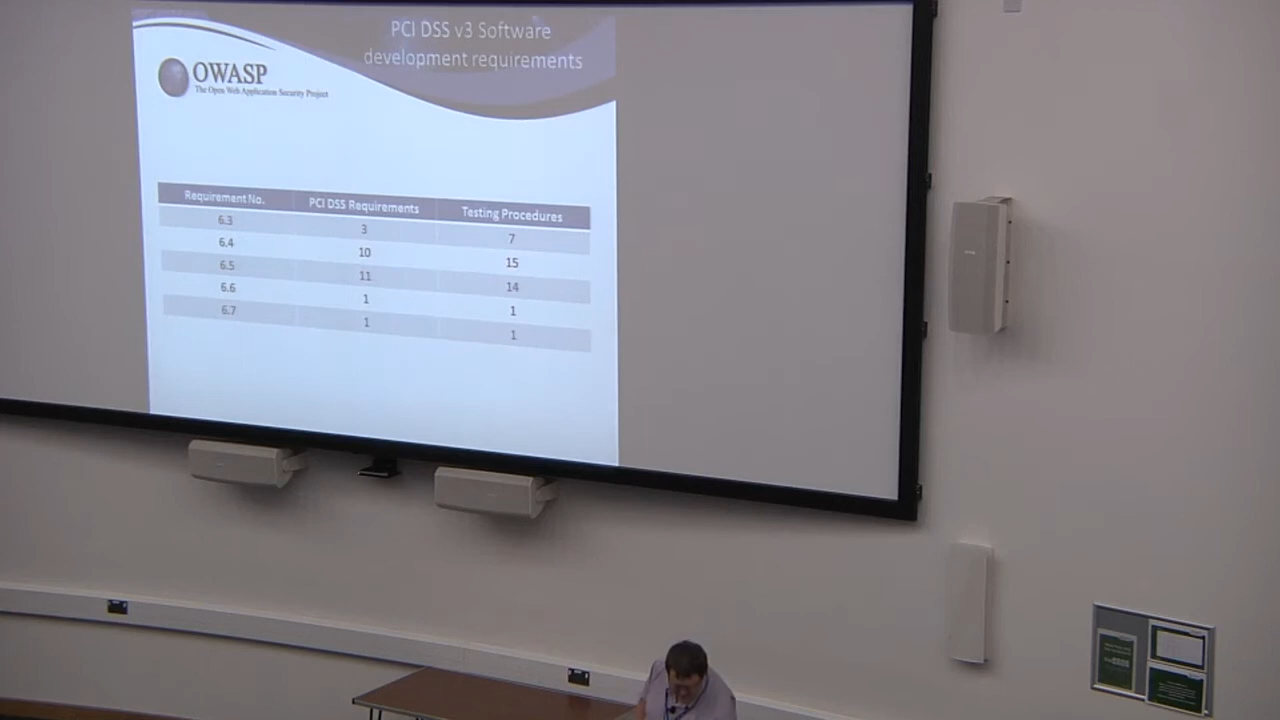 PCI DSS v3 Software
development requirements
OWASP
The Open Web Application Security Project
Requirement No. PCI DSS Requirements Testing Procedures
6.3 3 7
6.4 10 15
6.5 11 14
6.6 1 1
6.7 1 1